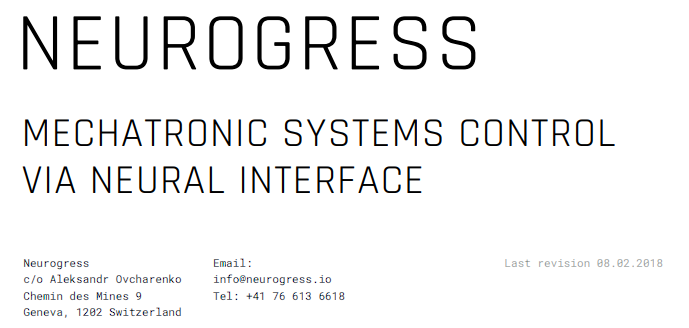 NEUROGRESS
MECHATRONIC SYSTEMS CONTROL
VIA NEURAL INTERFACE
Neurogress
c/o Aleksandr Ovcharenko
Chemin des Mines 9
Geneva, 1202 Switzerland
Email:
info@neurogress.io
Tel: +41 76 613 6618
Last revision 08.02.2018